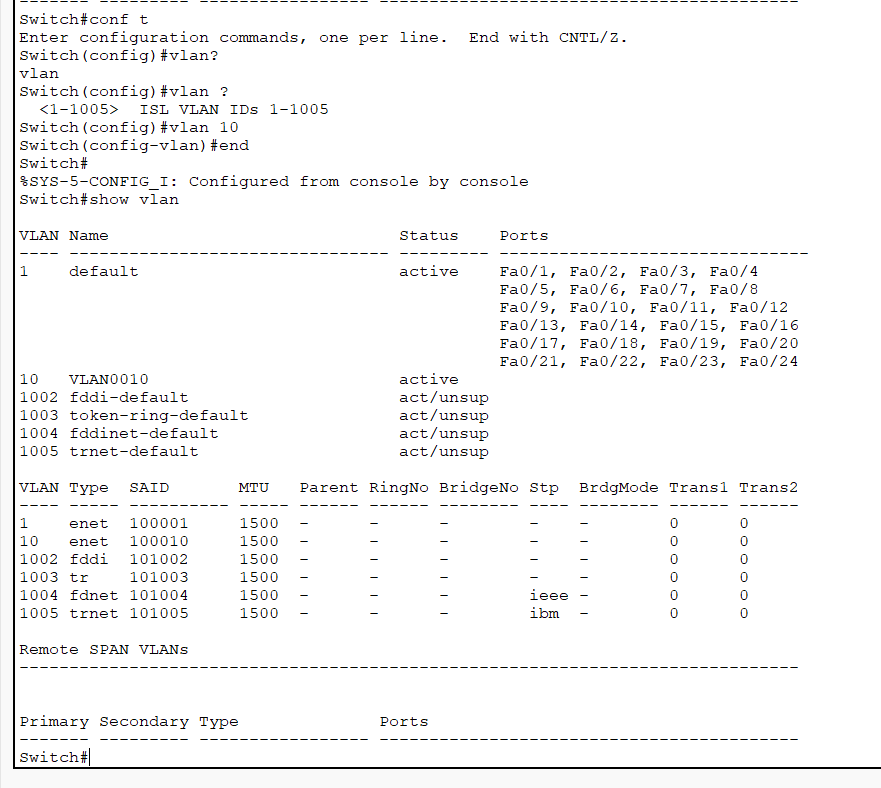 ------- --------- ----------------- ------------------------------------------
Switch#conf t
Enter configuration commands, one per line.  End with CNTL/Z.
Switch(config)#vlan?
vlan
Switch(config)#vlan ?
  <1-1005>  ISL VLAN IDs 1-1005
Switch(config)#vlan 10
Switch(config-vlan)#end
Switch#
%SYS-5-CONFIG_I: Configured from console by console
Switch#show vlan

VLAN Name                             Status    Ports
---- -------------------------------- --------- -------------------------------
1    default                          active    Fa0/1, Fa0/2, Fa0/3, Fa0/4
                                                Fa0/5, Fa0/6, Fa0/7, Fa0/8
                                                Fa0/9, Fa0/10, Fa0/11, Fa0/12
                                                Fa0/13, Fa0/14, Fa0/15, Fa0/16
                                                Fa0/17, Fa0/18, Fa0/19, Fa0/20
                                                Fa0/21, Fa0/22, Fa0/23, Fa0/24
10   VLAN0010                         active
1002 fddi-default                     act/unsup
1003 token-ring-default               act/unsup
1004 fddinet-default                  act/unsup
1005 trnet-default                    act/unsup

VLAN Type  SAID       MTU   Parent RingNo BridgeNo Stp  BrdgMode Trans1 Trans2
---- ----- ---------- ----- ------ ------ -------- ---- -------- ------ ------
1    enet  100001     1500  -      -      -        -    -        0      0
10   enet  100010     1500  -      -      -        -    -        0      0
1002 fddi  101002     1500  -      -      -        -    -        0      0
1003 tr    101003     1500  -      -      -        -    -        0      0
1004 fdnet 101004     1500  -      -      -        ieee -        0      0
1005 trnet 101005     1500  -      -      -        ibm  -        0      0

Remote SPAN VLANs
------------------------------------------------------------------------------

Primary Secondary Type              Ports
------- --------- ----------------- ------------------------------------------
Switch#